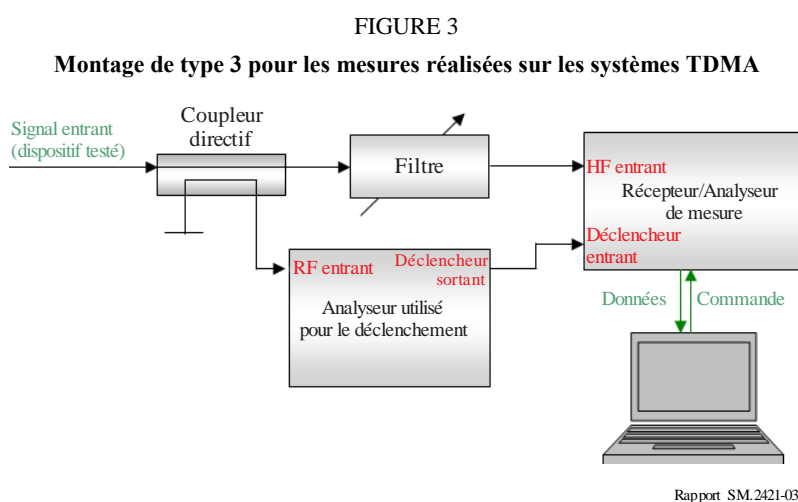 FIGURE 3
Montage de type 3 pour les mesures réalisées sur les systèmes TDMA
Signal entrant
(dispositif testé)
Coupleur
directif
Filtre
HF entrant
Récepteur/Analyseur
de mesure
Déclencheur
entrant
RF entrant
Déclencheur
sortant
Analyseur utilisé
pour le déclenchement
Données
Commande
Rapport SM.2421-03